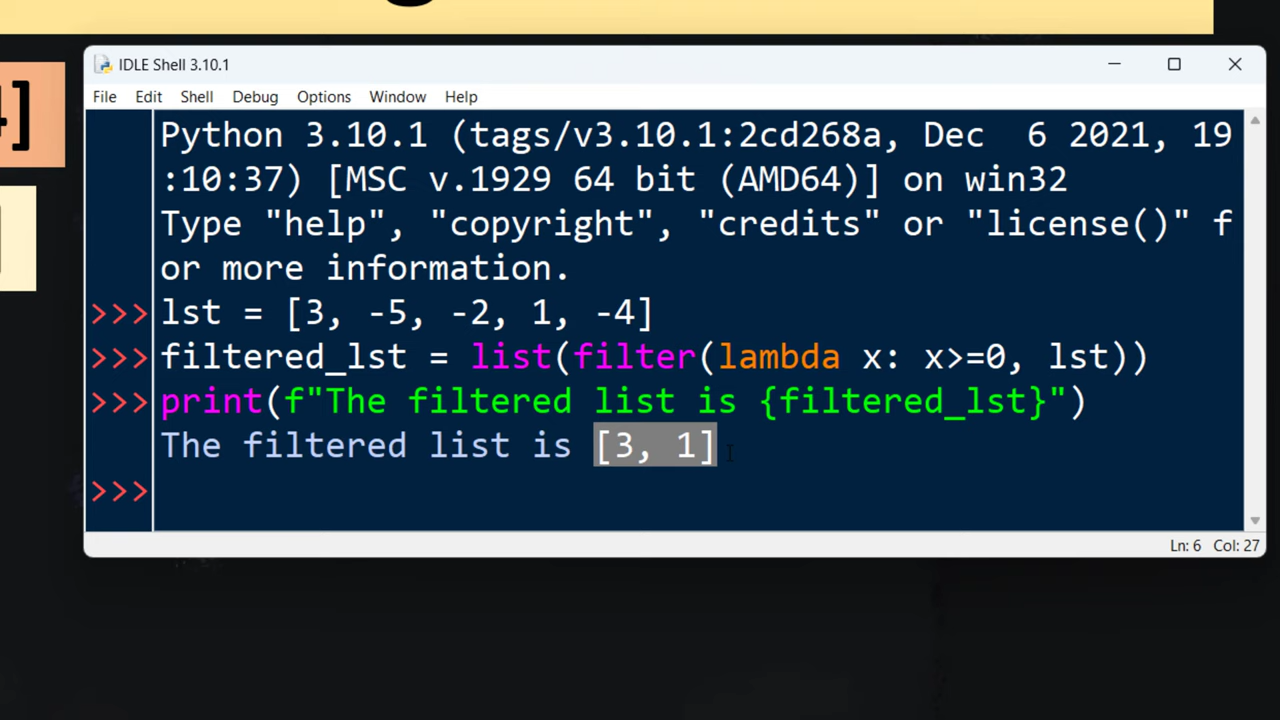 4]
]
IDLE Shell 3.10.1
File Edit Shell Debug Options Window Help
Python 3.10.1 (tags/v3.10.1:2cd268a, Dec  6 2021, 19
:10:37) [MSC v.1929 64 bit (AMD64)] on win32
Type "help", "copyright", "credits" or "license()" f
or more information.
>>> lst = [3, -5, -2, 1, -4]
>>> filtered_lst = list(filter(lambda x: x>=0, lst))
>>> print(f"The filtered list is {filtered_lst}")
The filtered list is [3, 1]
>>>
Ln: 6 Col: 27